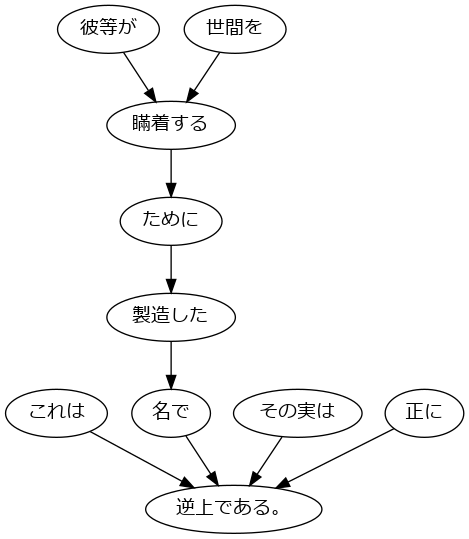 彼等が 世間を
瞞着する
ために
製造した
これは 名で その実は 正に
逆上である。